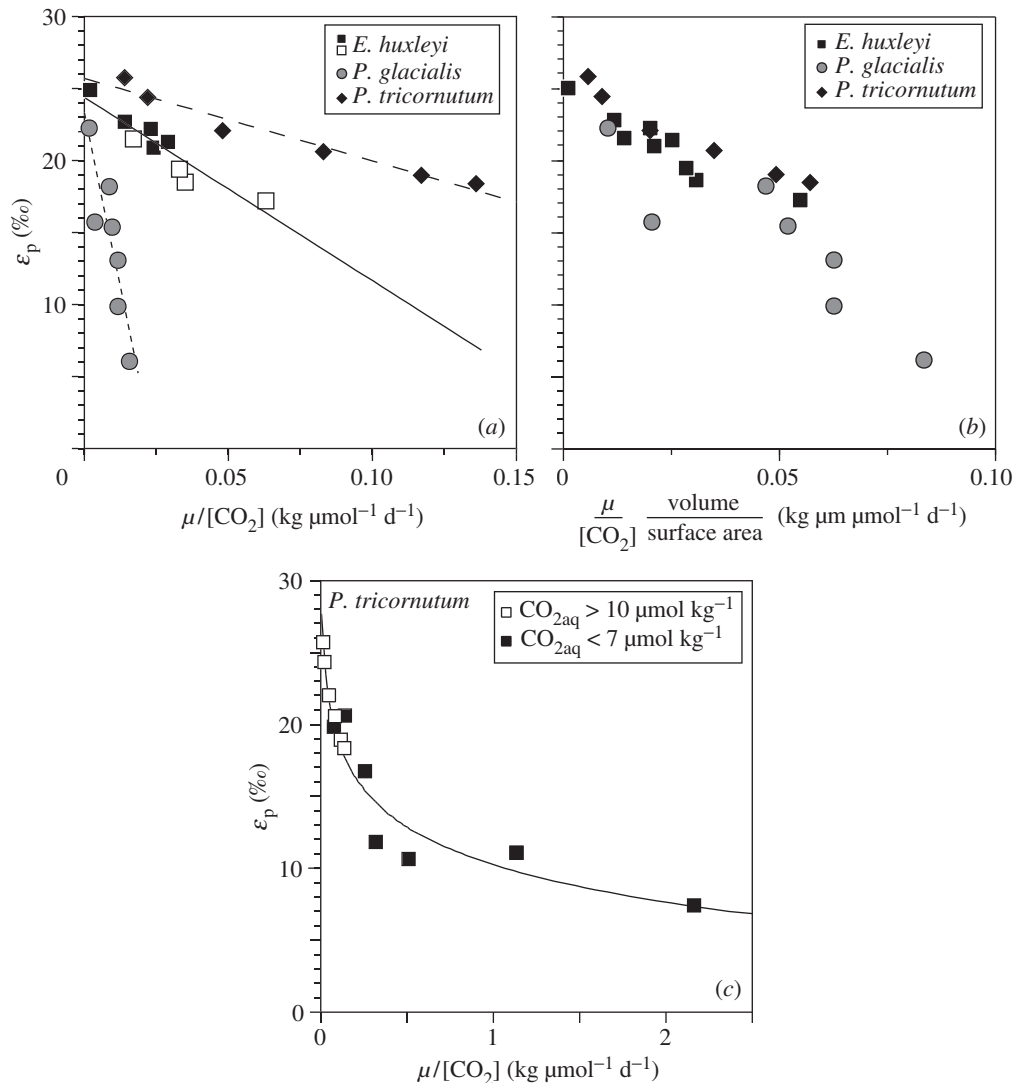 30
20
10
0
0.05
0.10
0.15
εp (‰)
μ/[CO2] (kg μmol−1 d−1)
E. huxleyi
P. glacialis
P. tricornutum
(a)
E. huxleyi
P. glacialis
P. tricornutum
(b)
0
0.05
0.10
μ volume
[CO2] surface area (kg μm μmol−1 d−1)
30
20
10
0
εp (‰)
P. tricornutum
CO2aq > 10 μmol kg−1
CO2aq < 7 μmol kg−1
(c)
0
1
2
μ/[CO2] (kg μmol−1 d−1)